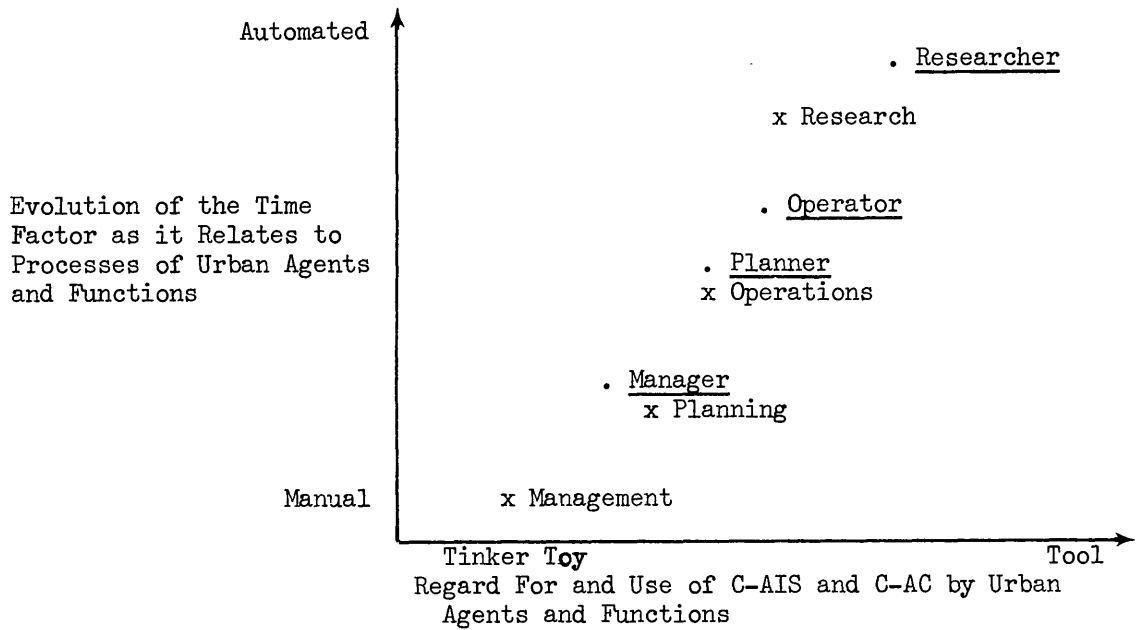 Automated
. Researcher
x Research
Evolution of the Time
Factor as it Relates to
Processes of Urban Agents
and Functions
. Operator
. Planner
x Operations
. Manager
x Planning
Manual
x Management
Tinker Toy
Tool
Regard For and Use of C-AIS and C-AC by Urban
Agents and Functions